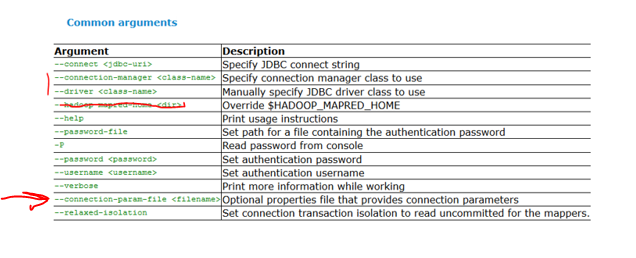 Common arguments
Argument Description
--connect <jdbc-uri> Specify JDBC connect string
--connection-manager <class-name> Specify connection manager class to use
--driver <class-name> Manually specify JDBC driver class to use
--hadoop-mapred-home <dir> Override $HADOOP_MAPRED_HOME
--help Print usage instructions
--password-file Set path for a file containing the authentication password
-P Read password from console
--password <password> Set authentication password
--username <username> Set authentication username
--verbose Print more information while working
--connection-param-file <filename> Optional properties file that provides connection parameters
--relaxed-isolation Set connection transaction isolation to read uncommitted for the mappers.